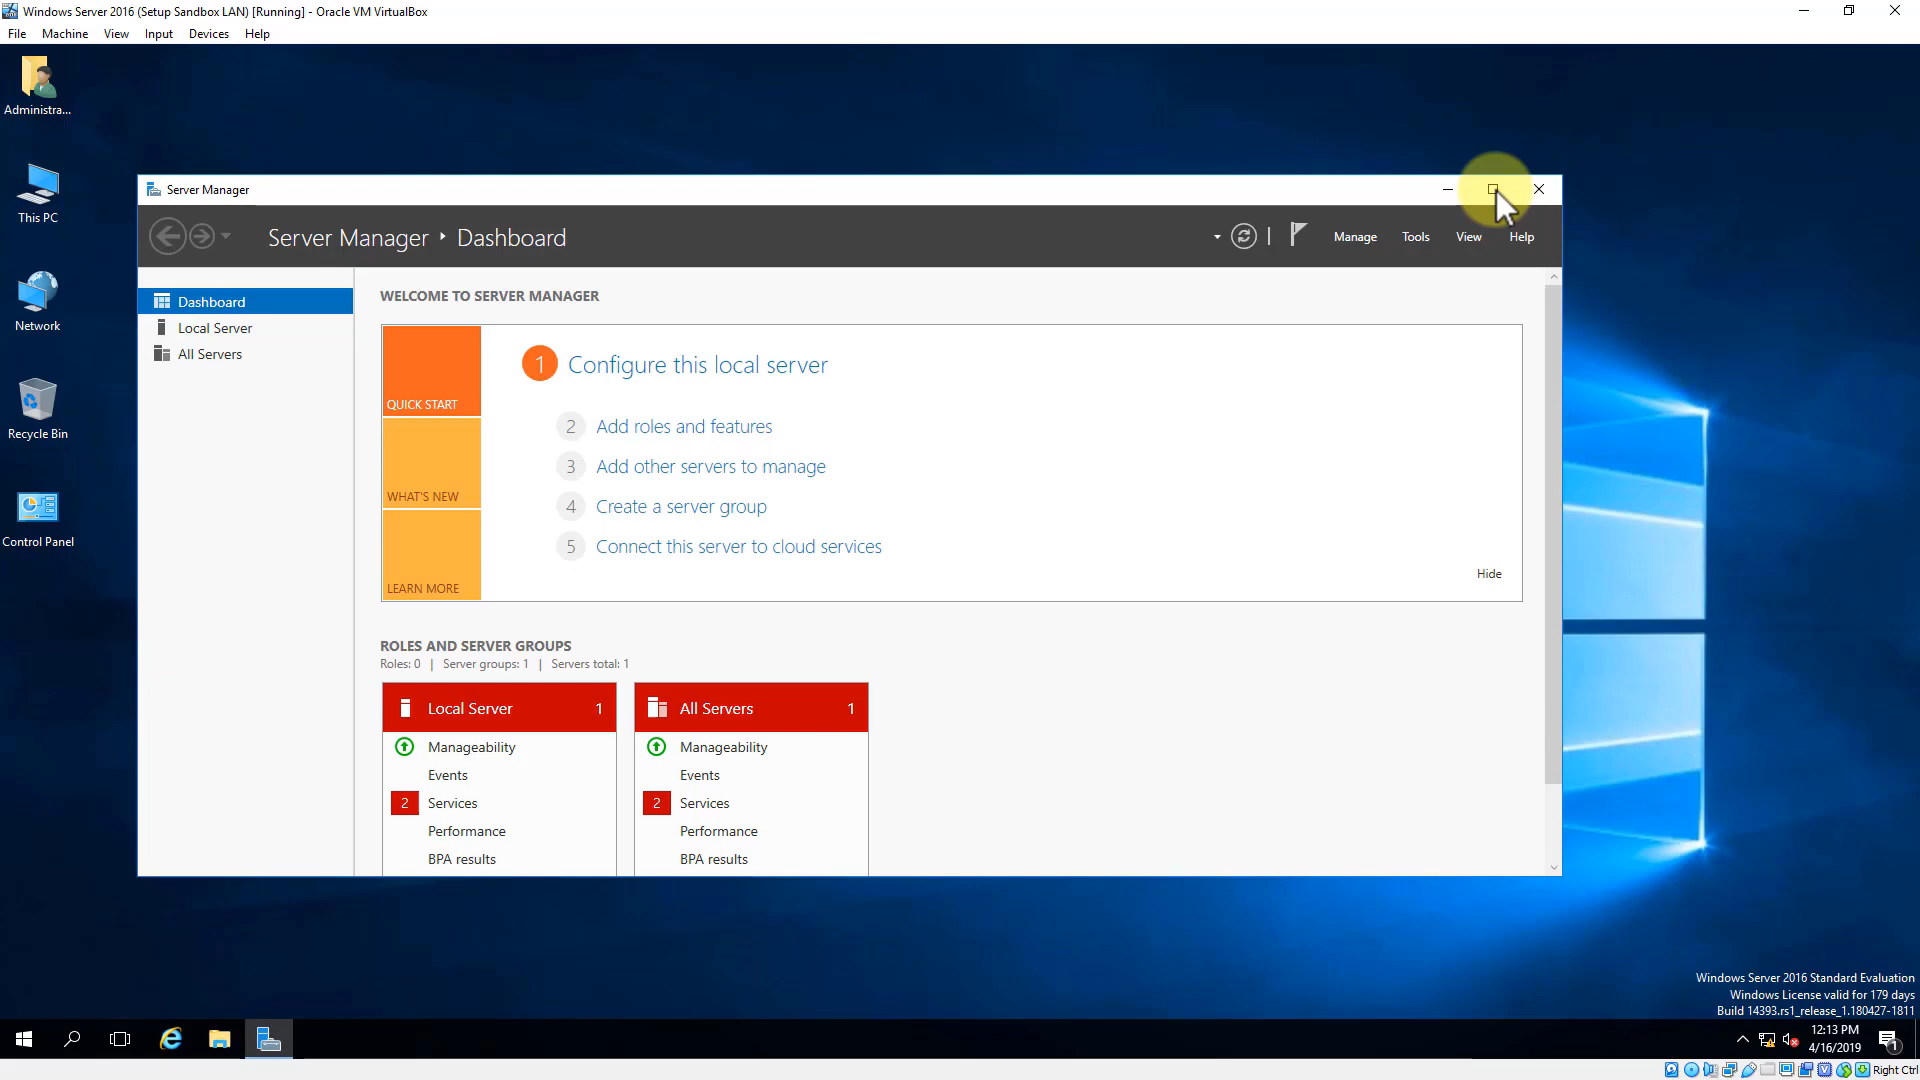 Windows Server 2016 (Setup Sandbox LAN) [Running] - Oracle VM VirtualBox
File Machine View Input Devices Help
Administra...
This PC
Network
Recycle Bin
Control Panel
Server Manager
Server Manager ‣ Dashboard
Manage Tools View Help
Dashboard
Local Server
All Servers
WELCOME TO SERVER MANAGER
QUICK START
WHAT'S NEW
LEARN MORE
1 Configure this local server
2 Add roles and features
3 Add other servers to manage
4 Create a server group
5 Connect this server to cloud services
Hide
ROLES AND SERVER GROUPS
Roles: 0 | Server groups: 1 | Servers total: 1
Local Server 1
Manageability
Events
2 Services
Performance
BPA results
All Servers 1
Manageability
Events
2 Services
Performance
BPA results
Windows Server 2016 Standard Evaluation
Windows License valid for 179 days
Build 14393.rs1_release_1.180427-1811
12:13 PM
4/16/2019
1
Right Ctrl